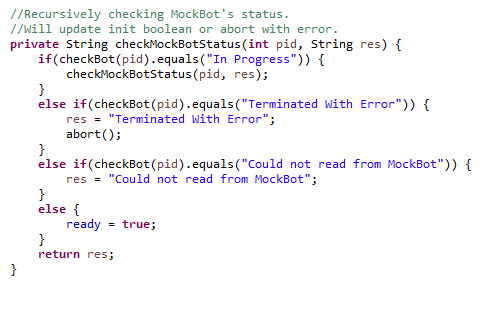 //Recursively checking MockBot's status.
//Will update init boolean or abort with error.
private String checkMockBotStatus(int pid, String res) {
    if(checkBot(pid).equals("In Progress")) {
        checkMockBotStatus(pid, res);
    }
    else if(checkBot(pid).equals("Terminated With Error")) {
        res = "Terminated With Error";
        abort();
    }
    else if(checkBot(pid).equals("Could not read from MockBot")) {
        res = "Could not read from MockBot";
    }
    else {
        ready = true;
    }
    return res;
}